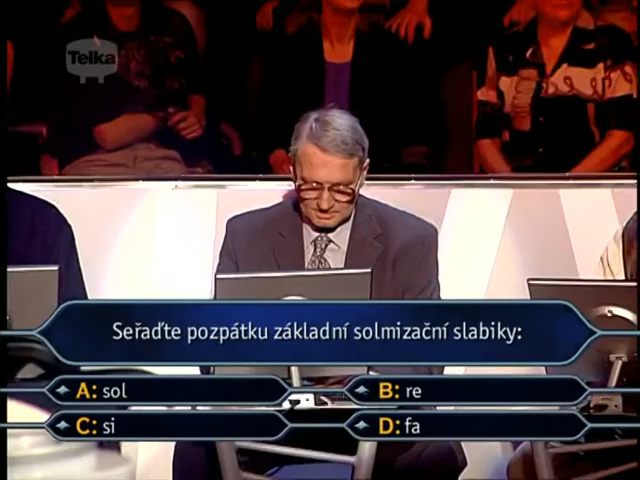 Telka
Seřaďte pozpátku základní solmizační slabiky:
A: sol
B: re
C: si
D: fa